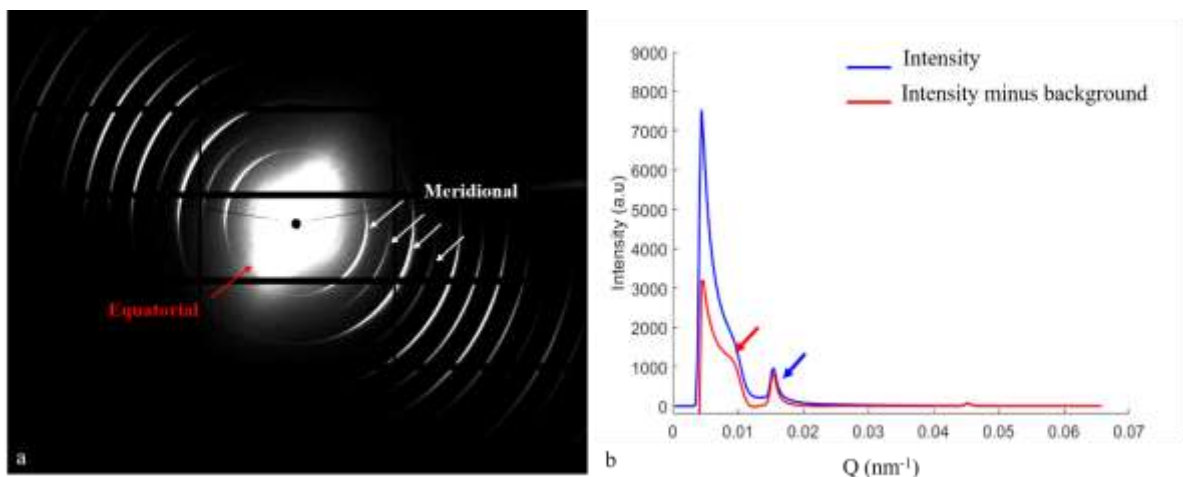 Meridional
Equatorial
a
9000
8000
7000
6000
5000
4000
3000
2000
1000
0
Intensity (a.u)
Intensity
Intensity minus background
0 0.01 0.02 0.03 0.04 0.05 0.06 0.07
Q (nm⁻¹)
b